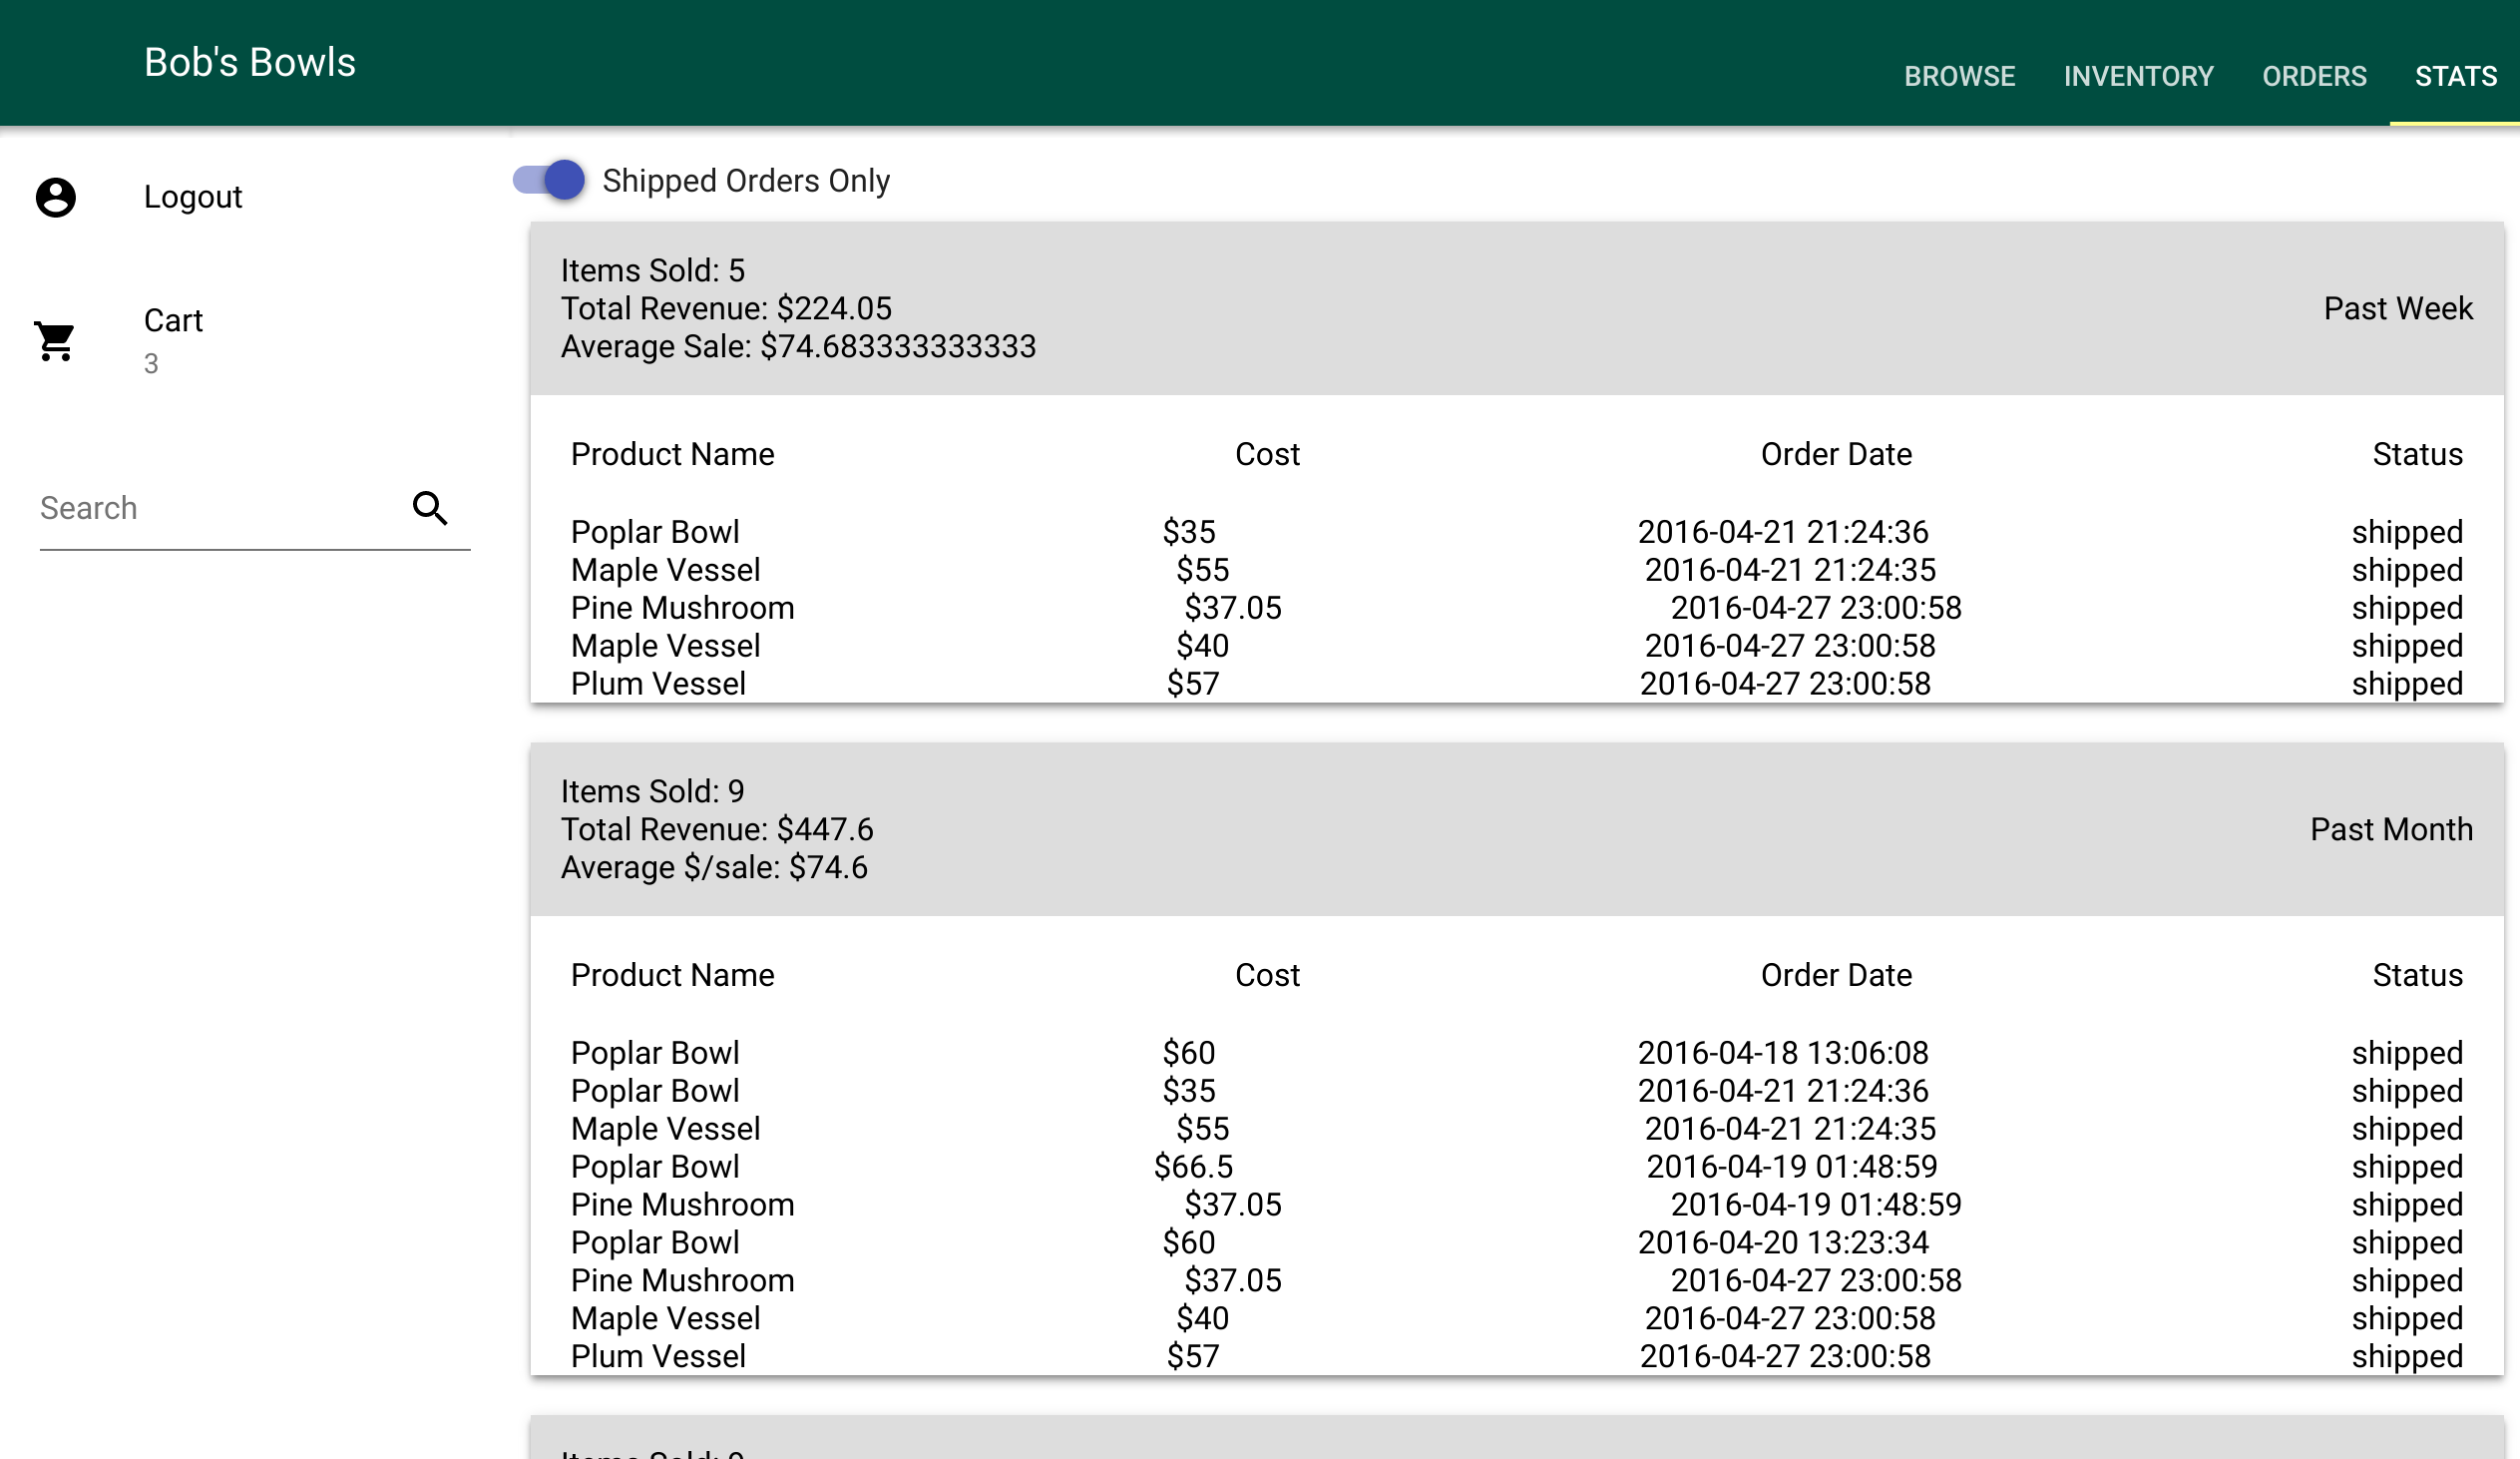 Bob's Bowls
BROWSE INVENTORY ORDERS STATS
Logout
Cart
3
Search
Shipped Orders Only
Items Sold: 5
Total Revenue: $224.05
Average Sale: $74.683333333333
Past Week
Product Name Cost Order Date Status
Poplar Bowl $35 2016-04-21 21:24:36 shipped
Maple Vessel $55 2016-04-21 21:24:35 shipped
Pine Mushroom $37.05 2016-04-27 23:00:58 shipped
Maple Vessel $40 2016-04-27 23:00:58 shipped
Plum Vessel $57 2016-04-27 23:00:58 shipped
Items Sold: 9
Total Revenue: $447.6
Average $/sale: $74.6
Past Month
Product Name Cost Order Date Status
Poplar Bowl $60 2016-04-18 13:06:08 shipped
Poplar Bowl $35 2016-04-21 21:24:36 shipped
Maple Vessel $55 2016-04-21 21:24:35 shipped
Poplar Bowl $66.5 2016-04-19 01:48:59 shipped
Pine Mushroom $37.05 2016-04-19 01:48:59 shipped
Poplar Bowl $60 2016-04-20 13:23:34 shipped
Pine Mushroom $37.05 2016-04-27 23:00:58 shipped
Maple Vessel $40 2016-04-27 23:00:58 shipped
Plum Vessel $57 2016-04-27 23:00:58 shipped
Items Sold: